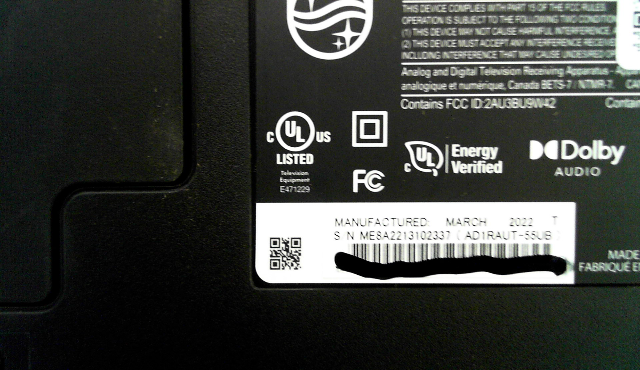 THIS DEVICE COMPLIES WITH PART 15 OF THE FCC RULES
OPERATION IS SUBJECT TO THE FOLLOWING TWO CONDITION
(1) THIS DEVICE MAY NOT CAUSE HARMFUL INTERFERENCE,
(2) THIS DEVICE MUST ACCEPT ANY INTERFERENCE
INCLUDING INTERFERENCE THAT MAY CAUSE UNDESIRED
Analog and Digital Television Receiving Apparatus
analogique et numérique, Canada BETS-7 / NTMR-7.
Contains FCC ID:2AU3BU9W42
C UL US
LISTED
Television
Equipment
E471229
FC
C UL Energy
Verified
Dolby
AUDIO
MANUFACTURED: MARCH 2022 T
S N ME8A2213102337 ( AD1RAUT-55UB
MADE
FABRIQUE E